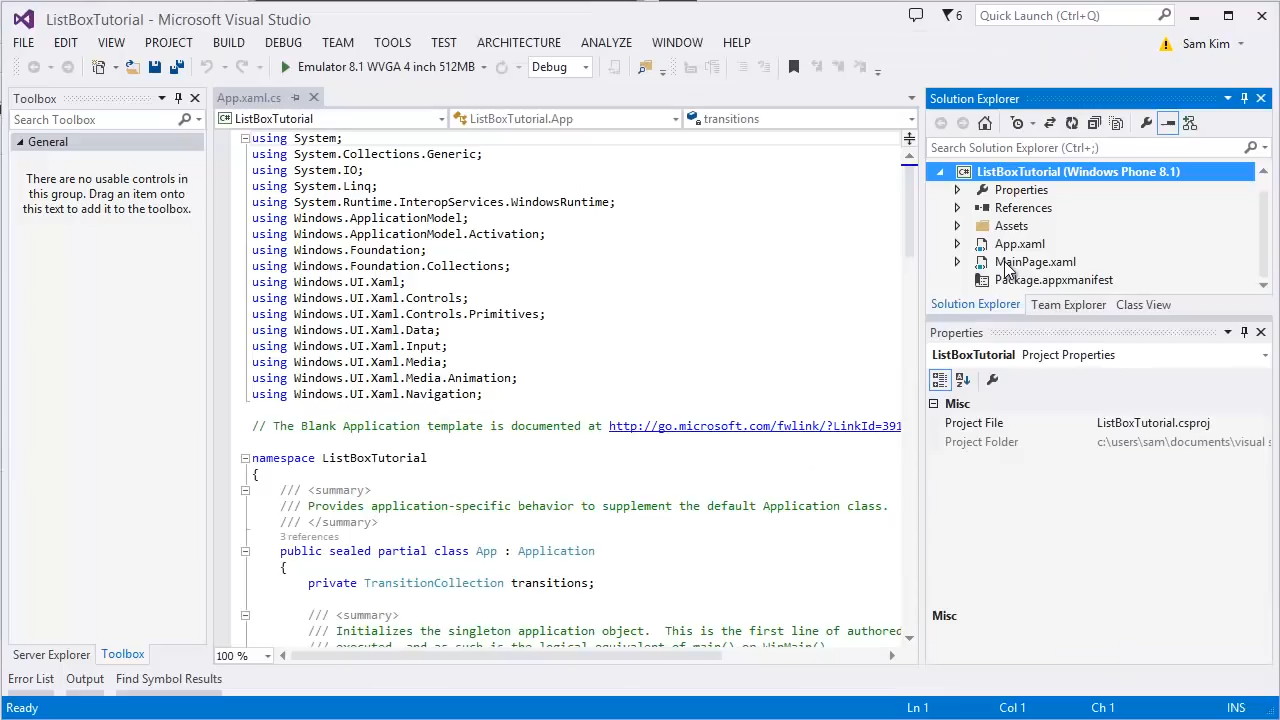 ListBoxTutorial - Microsoft Visual Studio
6
Quick Launch (Ctrl+Q)
FILE EDIT VIEW PROJECT BUILD DEBUG TEAM TOOLS TEST ARCHITECTURE ANALYZE WINDOW HELP
Sam Kim
Emulator 8.1 WVGA 4 inch 512MB
Debug
Toolbox
Search Toolbox
General
There are no usable controls in
this group. Drag an item onto
this text to add it to the toolbox.
Server Explorer Toolbox
App.xaml.cs
ListBoxTutorial
ListBoxTutorial.App
transitions
using System;
using System.Collections.Generic;
using System.IO;
using System.Linq;
using System.Runtime.InteropServices.WindowsRuntime;
using Windows.ApplicationModel;
using Windows.ApplicationModel.Activation;
using Windows.Foundation;
using Windows.Foundation.Collections;
using Windows.UI.Xaml;
using Windows.UI.Xaml.Controls;
using Windows.UI.Xaml.Controls.Primitives;
using Windows.UI.Xaml.Data;
using Windows.UI.Xaml.Input;
using Windows.UI.Xaml.Media;
using Windows.UI.Xaml.Media.Animation;
using Windows.UI.Xaml.Navigation;
// The Blank Application template is documented at http://go.microsoft.com/fwlink/?LinkId=391
namespace ListBoxTutorial
{
/// <summary>
/// Provides application-specific behavior to supplement the default Application class.
/// </summary>
3 references
public sealed partial class App : Application
{
private TransitionCollection transitions;
/// <summary>
/// Initializes the singleton application object.  This is the first line of authored
/// executed, and as such is the logical equivalent of main() or WinMain()
100 %
Solution Explorer
Search Solution Explorer (Ctrl+;)
ListBoxTutorial (Windows Phone 8.1)
Properties
References
Assets
App.xaml
MainPage.xaml
Package.appxmanifest
Solution Explorer Team Explorer Class View
Properties
ListBoxTutorial Project Properties
Misc
Project File ListBoxTutorial.csproj
Project Folder c:\users\sam\documents\visual s
Misc
Error List Output Find Symbol Results
Ready
Ln 1 Col 1 Ch 1 INS